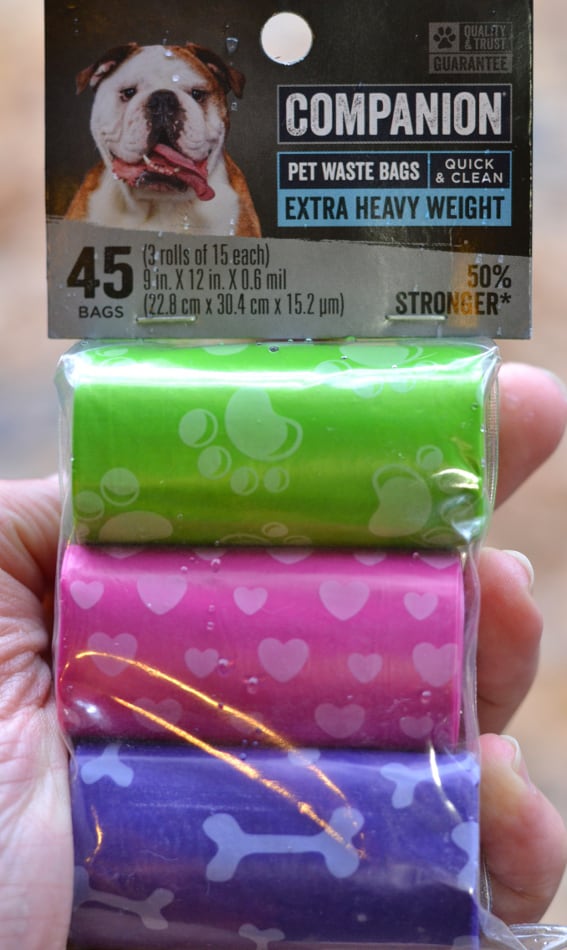 QUALITY
& TRUST
GUARANTEE
COMPANION
PET WASTE BAGS
QUICK
& CLEAN
EXTRA HEAVY WEIGHT
45
BAGS
(3 rolls of 15 each)
9 in. X 12 in. X 0.6 mil
(22.8 cm x 30.4 cm x 15.2 µm)
50%
STRONGER*